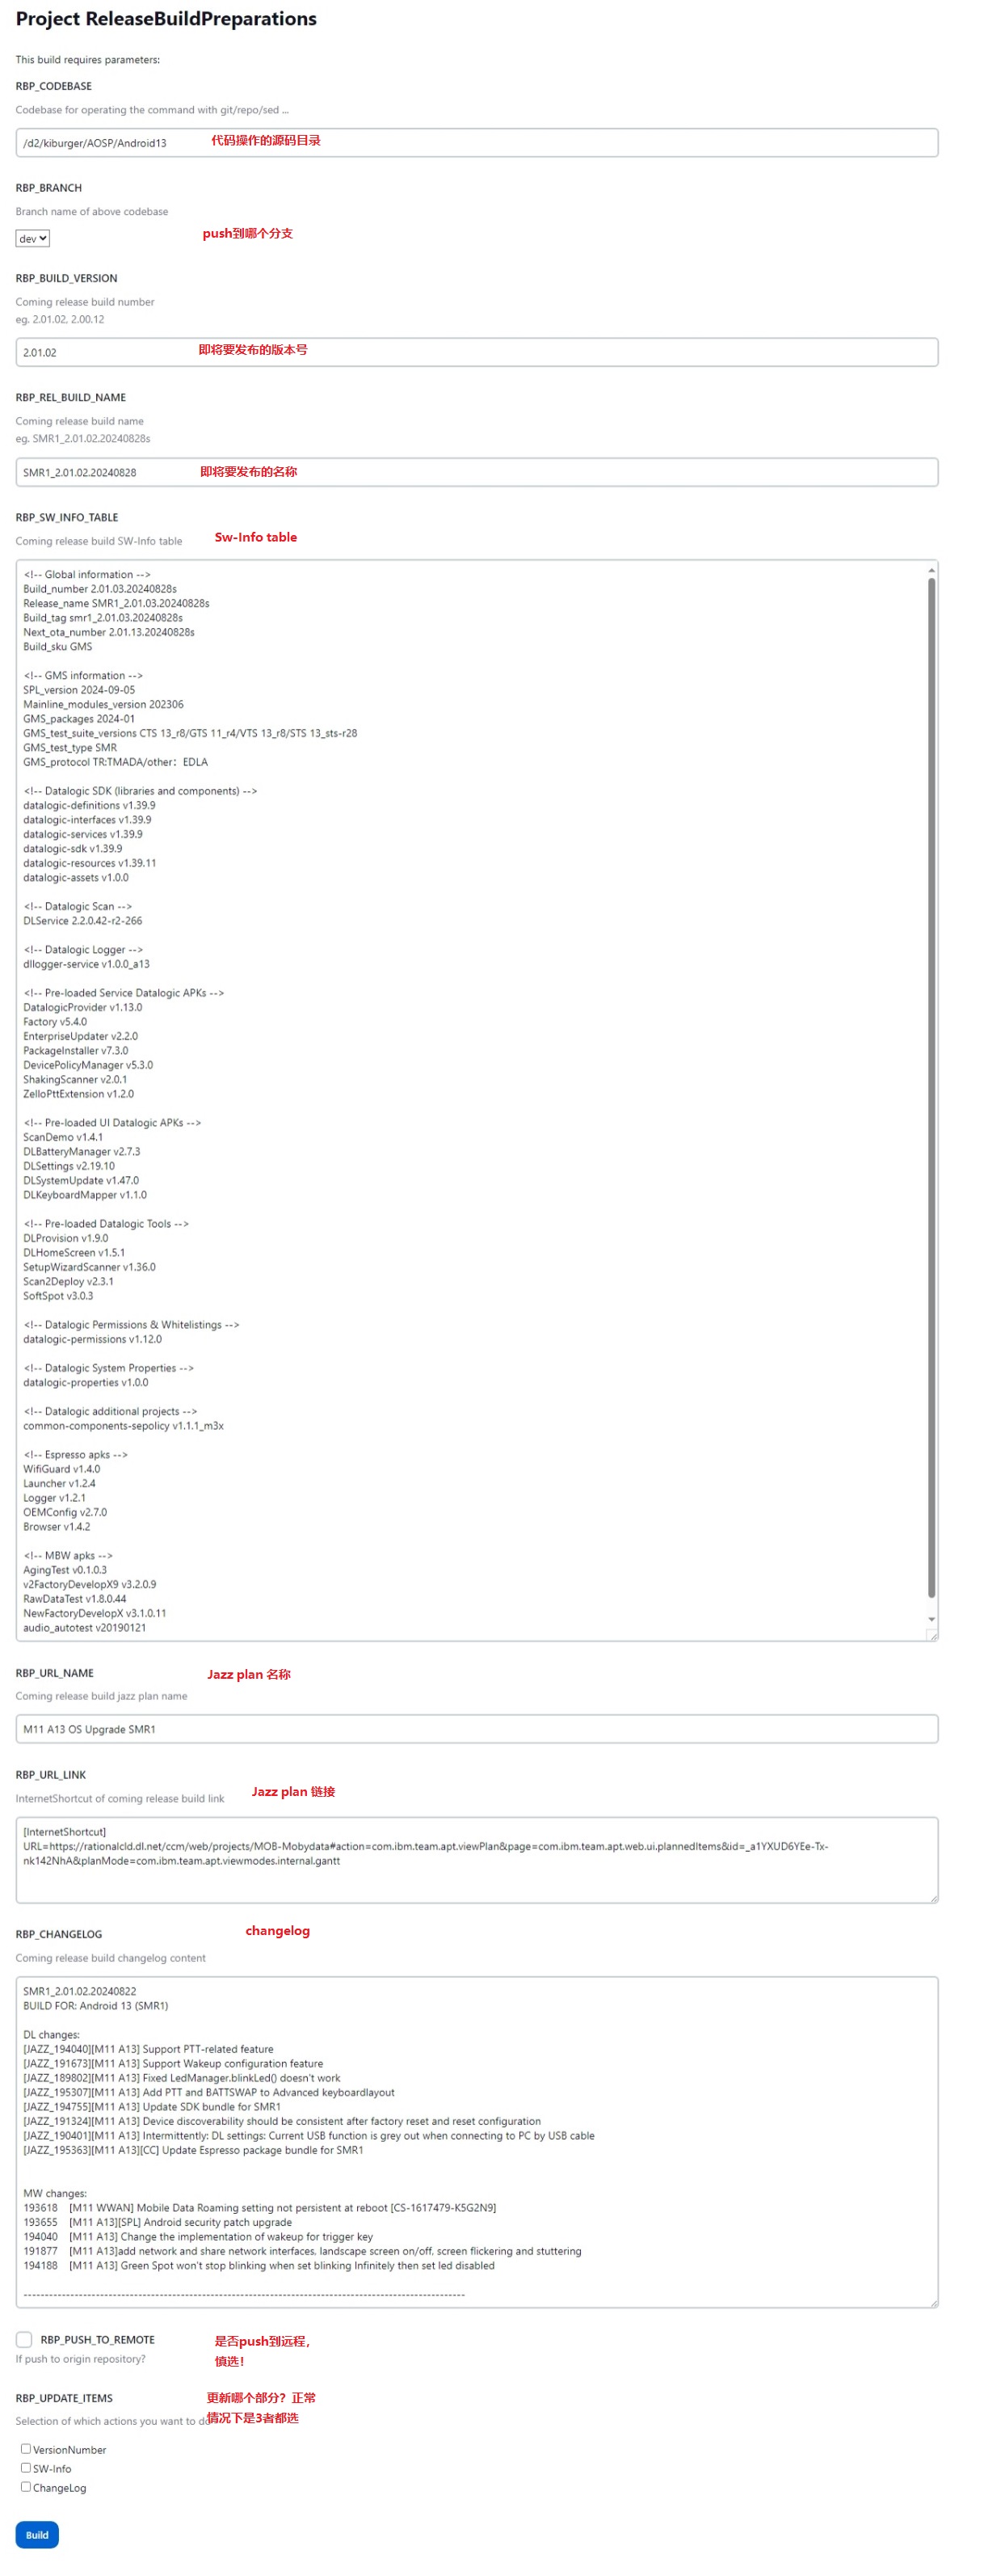 Project ReleaseBuildPreparations
This build requires parameters:
RBP_CODEBASE
Codebase for operating the command with git/repo/sed ...
/d2/kiburger/AOSP/Android13 代码操作的源码目录
RBP_BRANCH
Branch name of above codebase
dev push到哪个分支
RBP_BUILD_VERSION
Coming release build number
eg. 2.01.02, 2.00.12
2.01.02 即将要发布的版本号
RBP_REL_BUILD_NAME
Coming release build name
eg. SMR1_2.01.02.20240828s
SMR1_2.01.02.20240828 即将要发布的名称
RBP_SW_INFO_TABLE
Coming release build SW-Info table Sw-Info table
<!-- Global information -->
Build_number 2.01.03.20240828s
Release_name SMR1_2.01.03.20240828s
Build_tag smr1_2.01.03.20240828s
Next_ota_number 2.01.13.20240828s
Build_sku GMS
<!-- GMS information -->
SPL_version 2024-09-05
Mainline_modules_version 202306
GMS_packages 2024-01
GMS_test_suite_versions CTS 13_r8/GTS 11_r4/VTS 13_r8/STS 13_sts-r28
GMS_test_type SMR
GMS_protocol TR:TMADA/other：EDLA
<!-- Datalogic SDK (libraries and components) -->
datalogic-definitions v1.39.9
datalogic-interfaces v1.39.9
datalogic-services v1.39.9
datalogic-sdk v1.39.9
datalogic-resources v1.39.11
datalogic-assets v1.0.0
<!-- Datalogic Scan -->
DLService 2.2.0.42-r2-266
<!-- Datalogic Logger -->
dllogger-service v1.0.0_a13
<!-- Pre-loaded Service Datalogic APKs -->
DatalogicProvider v1.13.0
Factory v5.4.0
EnterpriseUpdater v2.2.0
PackageInstaller v7.3.0
DevicePolicyManager v5.3.0
ShakingScanner v2.0.1
ZelloPttExtension v1.2.0
<!-- Pre-loaded UI Datalogic APKs -->
ScanDemo v1.4.1
DLBatteryManager v2.7.3
DLSettings v2.19.10
DLSystemUpdate v1.47.0
DLKeyboardMapper v1.1.0
<!-- Pre-loaded Datalogic Tools -->
DLProvision v1.9.0
DLHomeScreen v1.5.1
SetupWizardScanner v1.36.0
Scan2Deploy v2.3.1
SoftSpot v3.0.3
<!-- Datalogic Permissions & Whitelistings -->
datalogic-permissions v1.12.0
<!-- Datalogic System Properties -->
datalogic-properties v1.0.0
<!-- Datalogic additional projects -->
common-components-sepolicy v1.1.1_m3x
<!-- Espresso apks -->
WifiGuard v1.4.0
Launcher v1.2.4
Logger v1.2.1
OEMConfig v2.7.0
Browser v1.4.2
<!-- MBW apks -->
AgingTest v0.1.0.3
v2FactoryDevelopX9 v3.2.0.9
RawDataTest v1.8.0.44
NewFactoryDevelopX v3.1.0.11
audio_autotest v20190121
RBP_URL_NAME Jazz plan 名称
Coming release build jazz plan name
M11 A13 OS Upgrade SMR1
RBP_URL_LINK
InternetShortcut of coming release build link Jazz plan 链接
[InternetShortcut]
URL=https://rationalcld.dl.net/ccm/web/projects/MOB-Mobydata#action=com.ibm.team.apt.viewPlan&page=com.ibm.team.apt.web.ui.plannedItems&id=_a1YXUD6YEe-Tx-
nk142NhA&planMode=com.ibm.team.apt.viewmodes.internal.gantt
RBP_CHANGELOG changelog
Coming release build changelog content
SMR1_2.01.02.20240822
BUILD FOR: Android 13 (SMR1)
DL changes:
[JAZZ_194040][M11 A13] Support PTT-related feature
[JAZZ_191673][M11 A13] Support Wakeup configuration feature
[JAZZ_189802][M11 A13] Fixed LedManager.blinkLed() doesn't work
[JAZZ_195307][M11 A13] Add PTT and BATTSWAP to Advanced keyboardlayout
[JAZZ_194755][M11 A13] Update SDK bundle for SMR1
[JAZZ_191324][M11 A13] Device discoverability should be consistent after factory reset and reset configuration
[JAZZ_190401][M11 A13] Intermittently: DL settings: Current USB function is grey out when connecting to PC by USB cable
[JAZZ_195363][M11 A13][CC] Update Espresso package bundle for SMR1
MW changes:
193618 [M11 WWAN] Mobile Data Roaming setting not persistent at reboot [CS-1617479-K5G2N9]
193655 [M11 A13][SPL] Android security patch upgrade
194040 [M11 A13] Change the implementation of wakeup for trigger key
191877 [M11 A13]add network and share network interfaces, landscape screen on/off, screen flickering and stuttering
194188 [M11 A13] Green Spot won't stop blinking when set blinking Infinitely then set led disabled
--------------------------------------------------------------------------------------------------------
RBP_PUSH_TO_REMOTE 是否push到远程，
If push to origin repository? 慎选！
RBP_UPDATE_ITEMS 更新哪个部分？正常
Selection of which actions you want to do 情况下是3者都选
VersionNumber
SW-Info
ChangeLog
Build